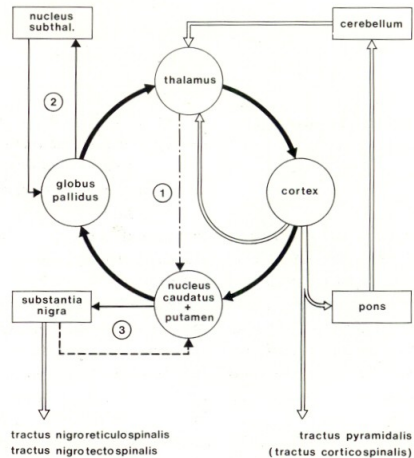 nucleus
subthal.
cerebellum
thalamus
2
1
globus
pallidus
cortex
nucleus
caudatus
+
putamen
substantia
nigra
3
pons
tractus nigroreticulospinalis
tractus nigrotectospinalis
tractus pyramidalis
(tractus corticospinalis)